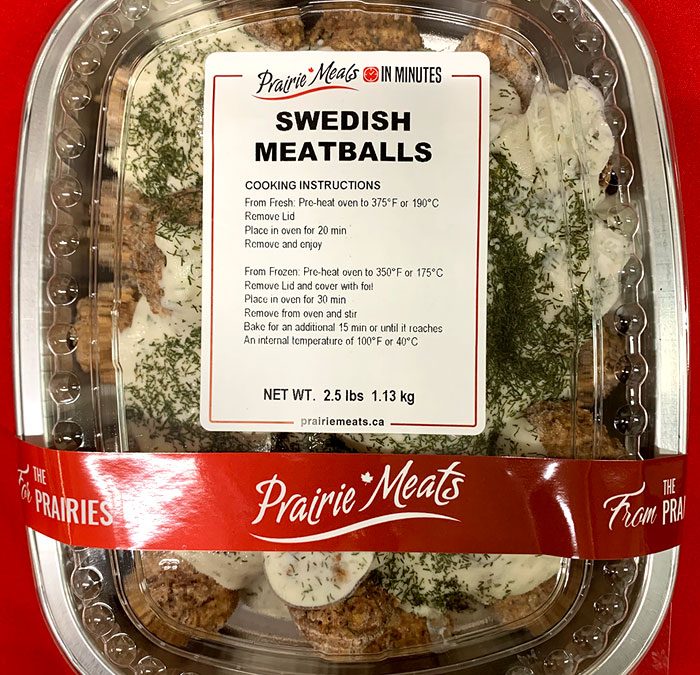 Prairie Meats IN MINUTES
SWEDISH
MEATBALLS
COOKING INSTRUCTIONS
From Fresh: Pre-heat oven to 375°F or 190°C
Remove Lid
Place in oven for 20 min
Remove and enjoy
From Frozen: Pre-heat oven to 350°F or 175°C
Remove Lid and cover with foil
Place in oven for 30 min
Remove from oven and stir
Bake for an additional 15 min or until it reaches
An internal temperature of 100°F or 40°C
NET WT. 2.5 lbs 1.13 kg
prairiemeats.ca
For THE PRAIRIES
Prairie Meats
From THE PRAI